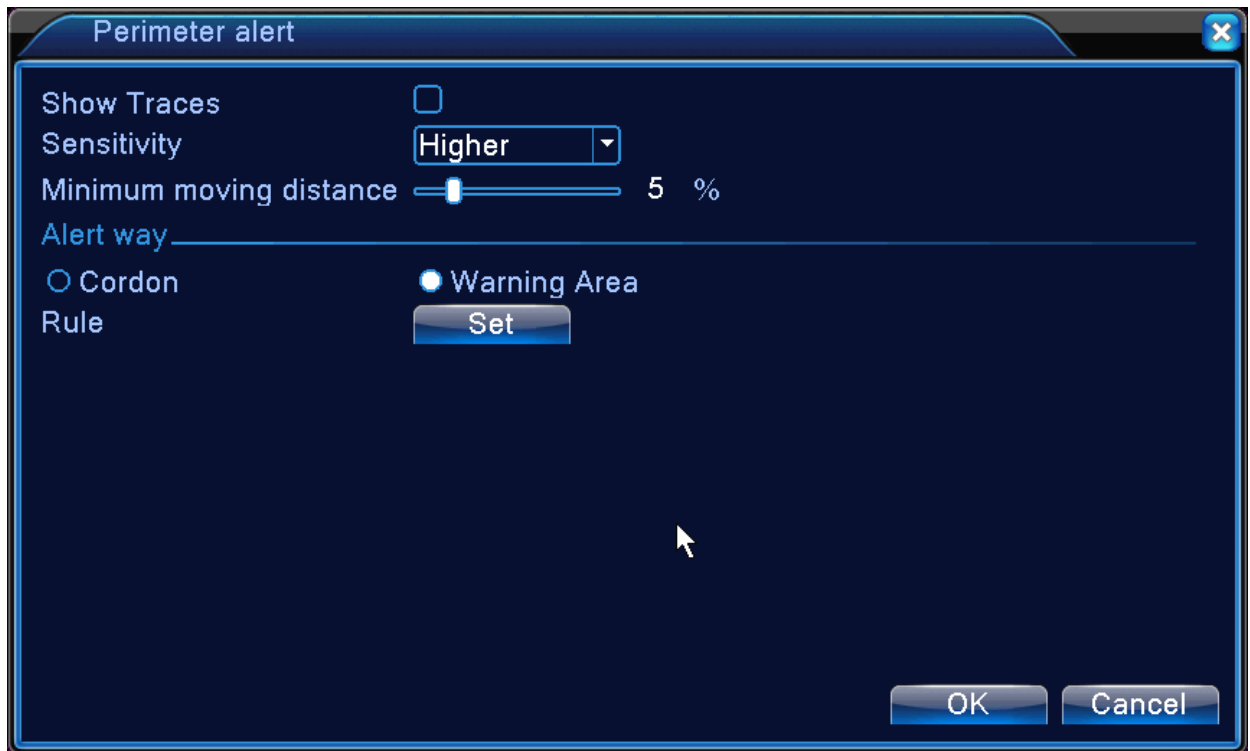 Perimeter alert
Show Traces
Sensitivity Higher
Minimum moving distance 5 %
Alert way
Cordon Warning Area
Rule Set
OK Cancel